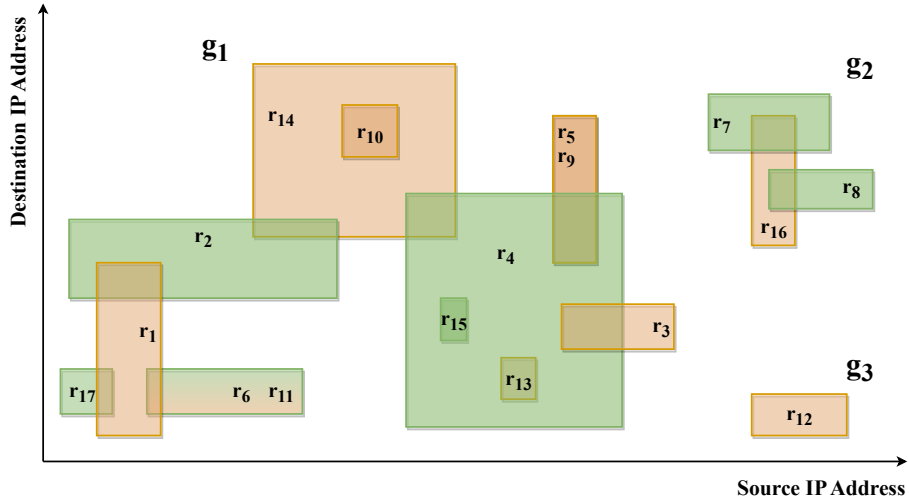 Destination IP Address
g1
g2
g3
r14
r10
r5
r9
r7
r8
r16
r2
r4
r1
r15
r3
r13
r17
r6
r11
r12
Source IP Address